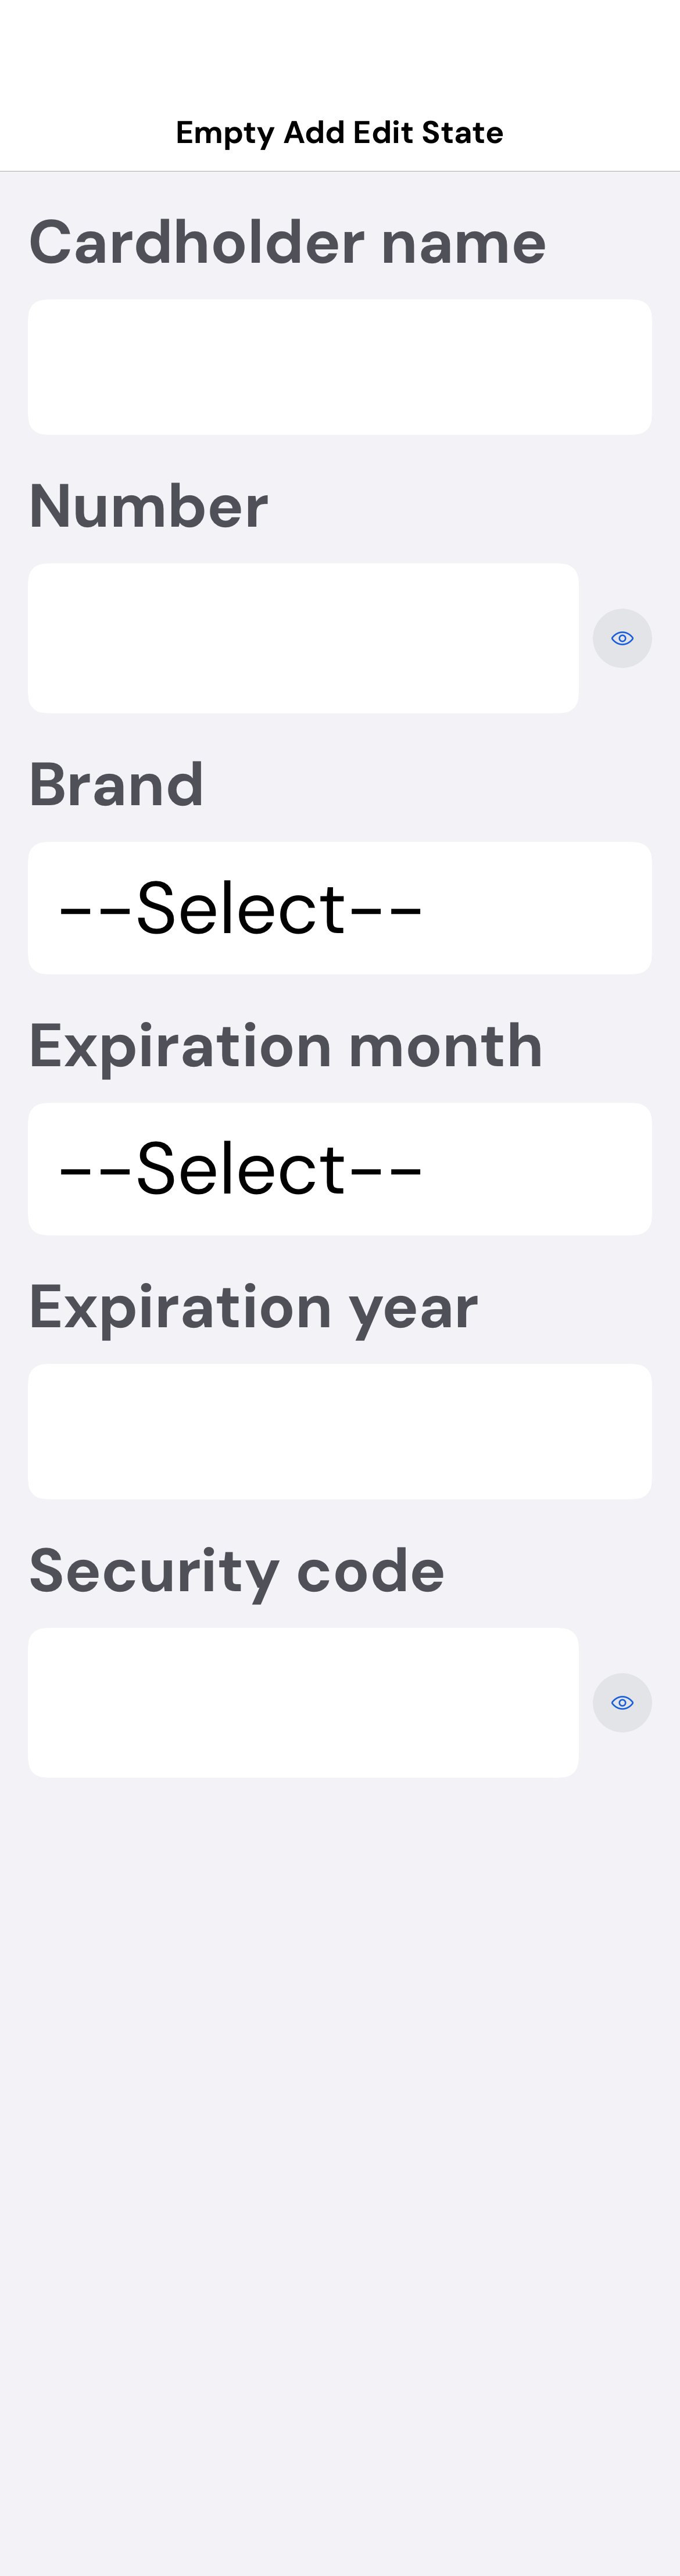 Empty Add Edit State
Cardholder name
Number
Brand
--Select--
Expiration month
--Select--
Expiration year
Security code